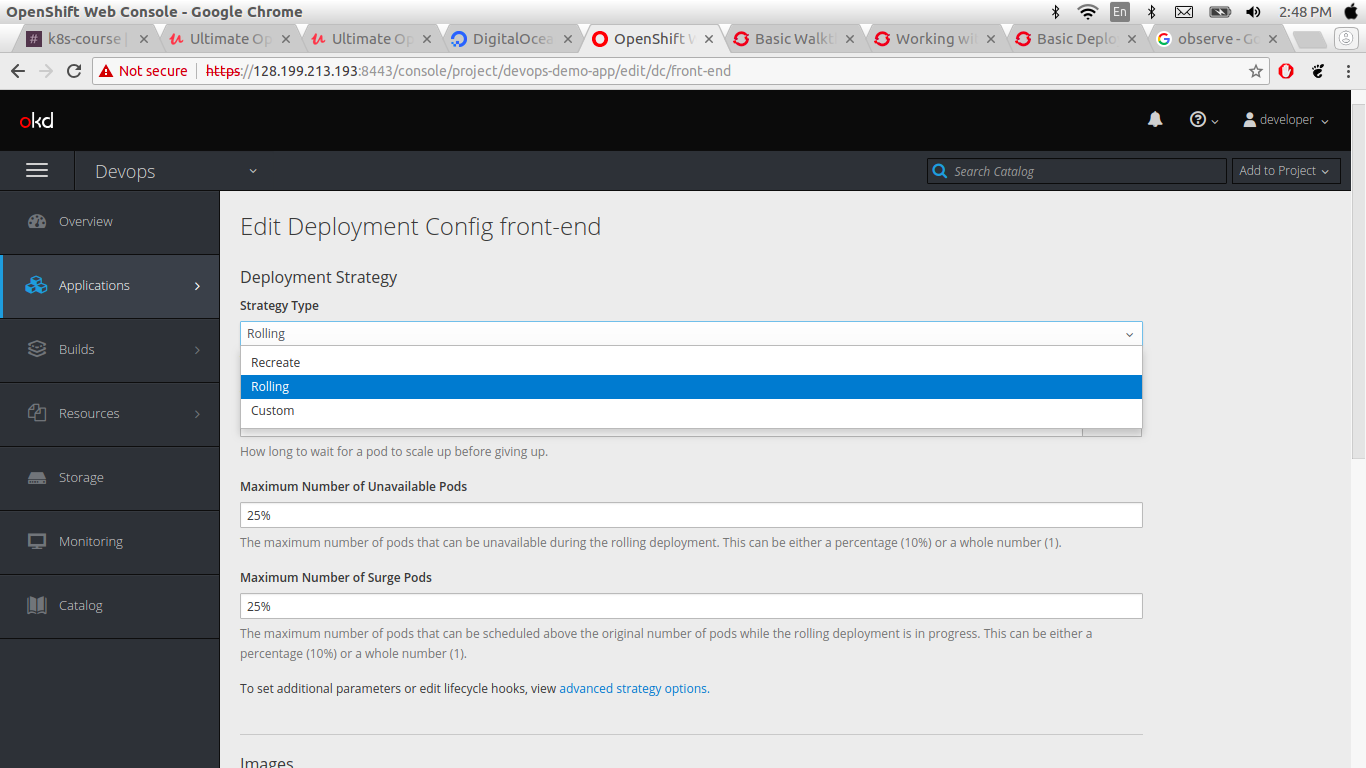 OpenShift Web Console - Google Chrome
En
2:48 PM
k8s-course |
Ultimate Op
Ultimate Op
DigitalOcea
OpenShift W
Basic Walkt
Working wi
Basic Deplo
observe - Go
Not secure
https://128.199.213.193:8443/console/project/devops-demo-app/edit/dc/front-end
okd
developer
Devops
Search Catalog
Add to Project
Overview
Applications
Builds
Resources
Storage
Monitoring
Catalog
Edit Deployment Config front-end
Deployment Strategy
Strategy Type
Rolling
Recreate
Rolling
Custom
How long to wait for a pod to scale up before giving up.
Maximum Number of Unavailable Pods
25%
The maximum number of pods that can be unavailable during the rolling deployment. This can be either a percentage (10%) or a whole number (1).
Maximum Number of Surge Pods
25%
The maximum number of pods that can be scheduled above the original number of pods while the rolling deployment is in progress. This can be either a
percentage (10%) or a whole number (1).
To set additional parameters or edit lifecycle hooks, view advanced strategy options.
Images